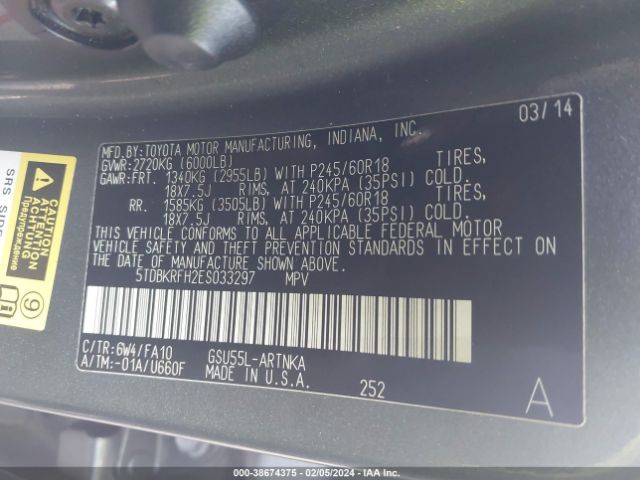 03/14
MFD.BY:TOYOTA MOTOR MANUFACTURING, INDIANA, INC.
GVWR:2720KG (6000LB)
GAWR:FRT. 1340KG (2955LB) WITH P245/60R18 TIRES,
18X7.5J RIMS, AT 240KPA (35PSI) COLD.
RR. 1585KG (3505LB) WITH P245/60R18 TIRES,
18X7.5J RIMS, AT 240KPA (35PSI) COLD.
THIS VEHICLE CONFORMS TO ALL APPLICABLE FEDERAL MOTOR
VEHICLE SAFETY AND THEFT PREVENTION STANDARDS IN EFFECT ON
THE DATE OF MANUFACTURE SHOWN ABOVE.
5TDBKRFH2ES033297 MPV
C/TR:6W4/FA10 GSU55L-ARTNKA
A/TM:-01A/U660F MADE IN U.S.A. 252 A
SRS SIDE
ATTENTION
ACHTUNG
Предупреждение
9
000-38674375 - 02/05/2024 - IAA Inc.